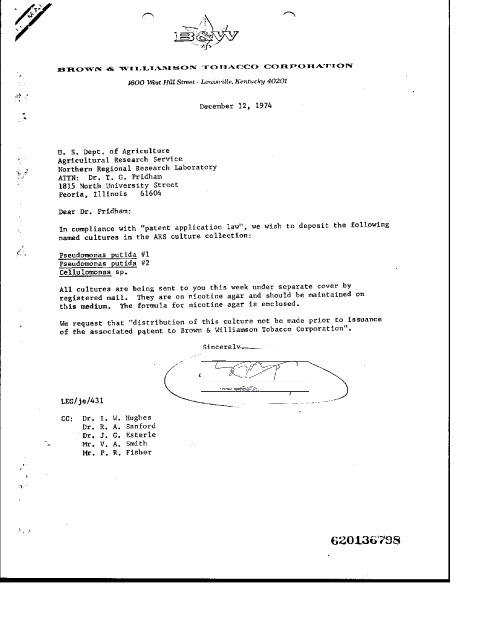 B&W
BROWN & WILLIAMSON TOBACCO CORPORATION
1600 West Hill Street · Louisville, Kentucky 40201
December 12, 1974
U. S. Dept. of Agriculture
Agricultural Research Service
Northern Regional Research Laboratory
ATTN: Dr. T. G. Pridham
1815 North University Street
Peoria, Illinois 61604
Dear Dr. Pridham:
In compliance with "patent application law", we wish to deposit the following
named cultures in the ARS culture collection:
Pseudomonas putida #1
Pseudomonas putida #2
Cellulomonas sp.
All cultures are being sent to you this week under separate cover by
registered mail. They are on nicotine agar and should be maintained on
this medium. The formula for nicotine agar is enclosed.
We request that "distribution of this culture not be made prior to issuance
of the associated patent to Brown & Williamson Tobacco Corporation".
Sincerely,
LEG/je/431
CC: Dr. I. W. Hughes
Dr. R. A. Sanford
Dr. J. G. Esterle
Mr. V. A. Smith
Mr. P. R. Fisher
620136798